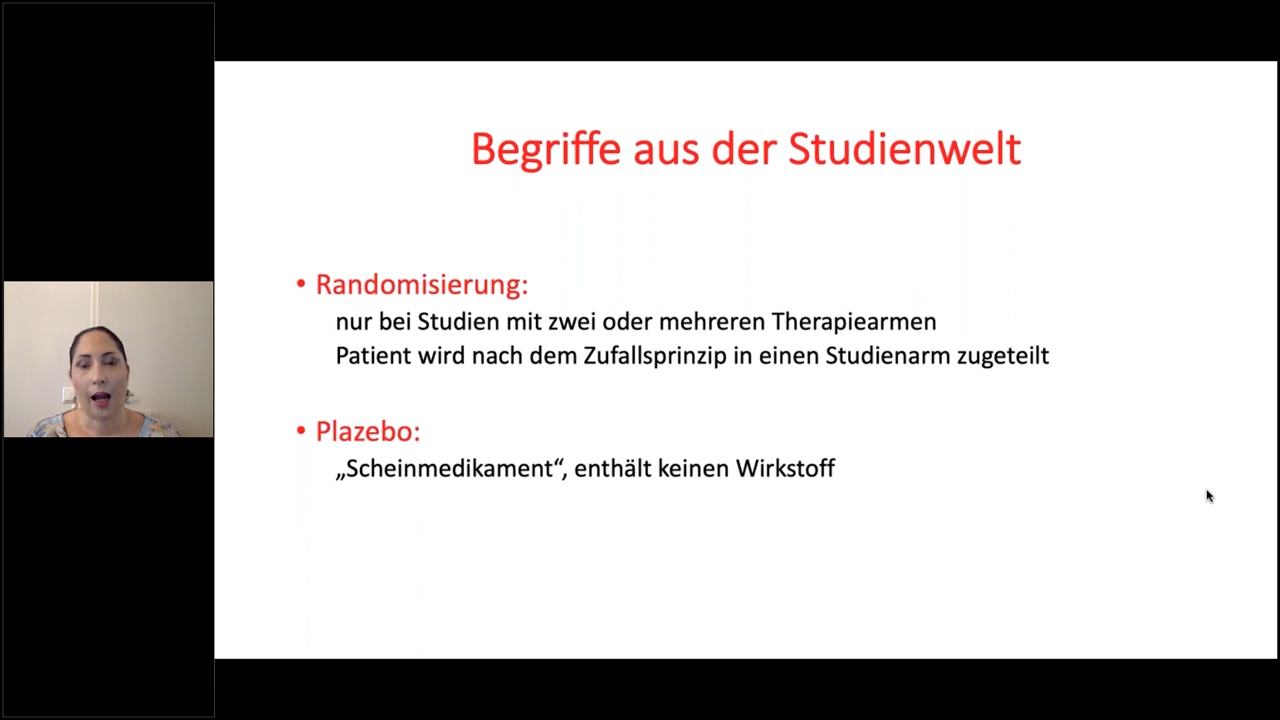 Begriffe aus der Studienwelt
• Randomisierung:
nur bei Studien mit zwei oder mehreren Therapiearmen
Patient wird nach dem Zufallsprinzip in einen Studienarm zugeteilt
• Plazebo:
„Scheinmedikament“, enthält keinen Wirkstoff